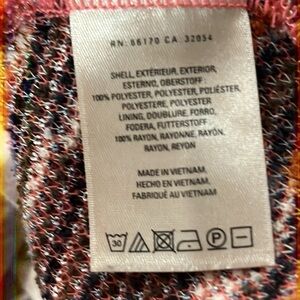 RN: 66170 CA: 32054
SHELL, EXTÉRIEUR, EXTERIOR,
ESTERNO, OBERSTOFF:
100% POLYESTER, POLYESTER, POLIÉSTER,
POLYESTERE, POLYESTER
LINING, DOUBLURE, FORRO,
FODERA, FUTTERSTOFF:
100% RAYON, RAYONNE, RAYÓN,
RAYON, REYON
MADE IN VIETNAM,
HECHO EN VIETNAM,
FABRIQUÉ AU VIETNAM
30 P